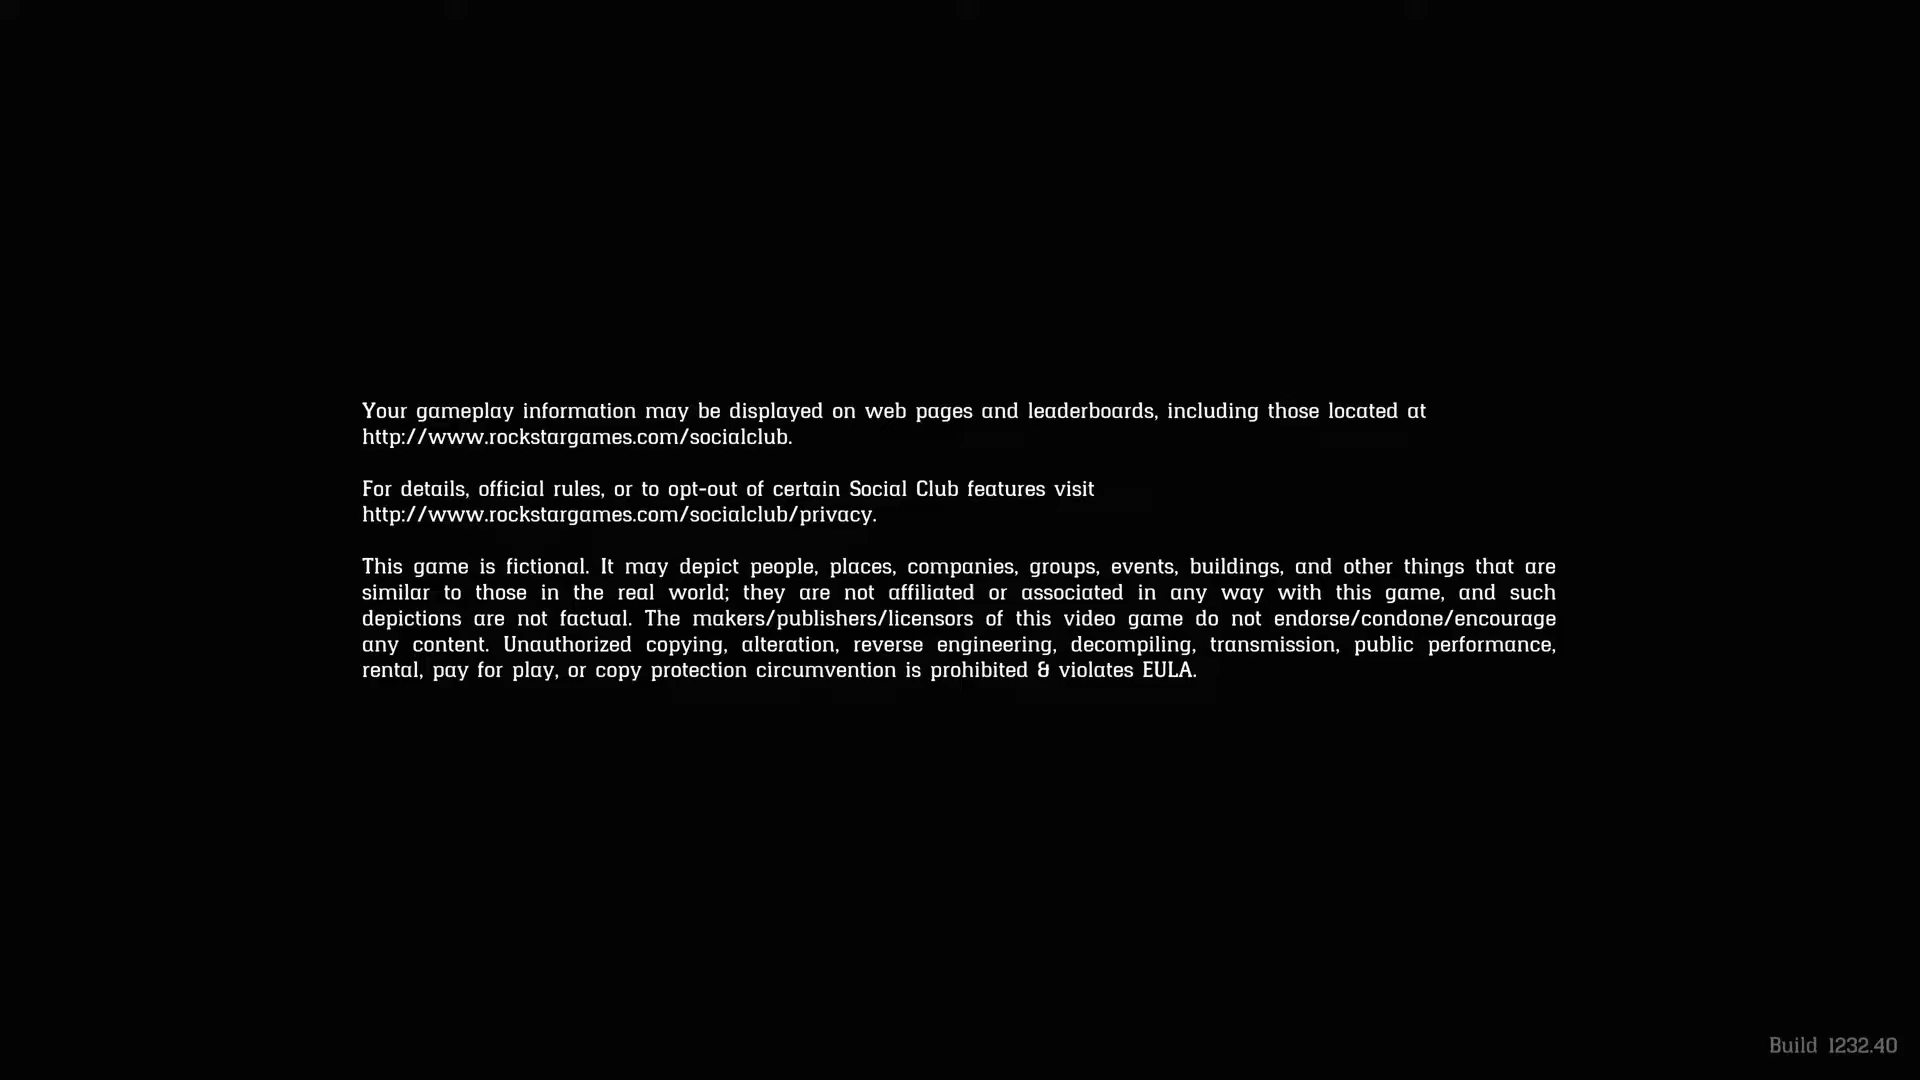 Your gameplay information may be displayed on web pages and leaderboards, including those located at
http://www.rockstargames.com/socialclub.
For details, official rules, or to opt-out of certain Social Club features visit
http://www.rockstargames.com/socialclub/privacy.
This game is fictional. It may depict people, places, companies, groups, events, buildings, and other things that are
similar to those in the real world; they are not affiliated or associated in any way with this game, and such
depictions are not factual. The makers/publishers/licensors of this video game do not endorse/condone/encourage
any content. Unauthorized copying, alteration, reverse engineering, decompiling, transmission, public performance,
rental, pay for play, or copy protection circumvention is prohibited & violates EULA.
Build 1232.40